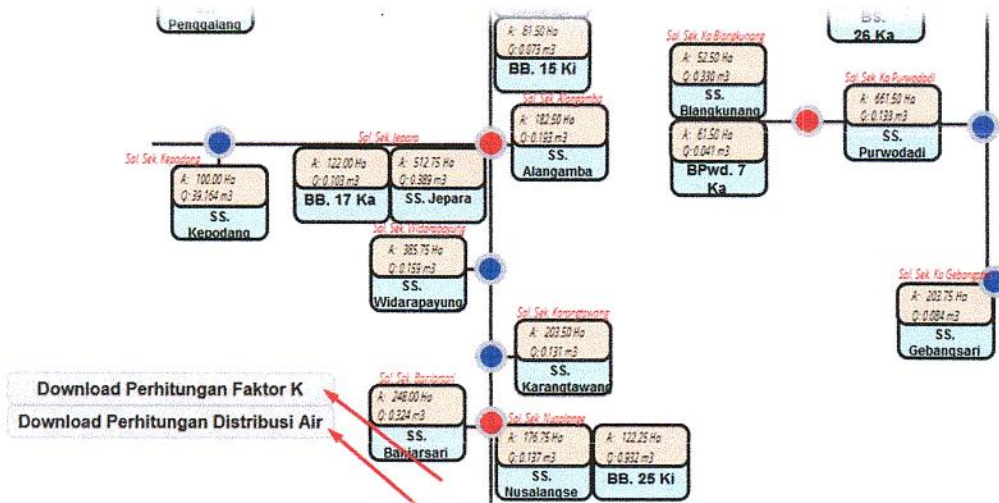 Penggalang
A: 81.50 Ha
Q: 0.073 m3
BB. 15 Ki
BS.
26 Ka
Sal. Sek. Ka Blangkunang
A: 52.50 Ha
Q: 0.330 m3
SS.
Blangkunang
A: 61.50 Ha
Q: 0.041 m3
BPwd. 7
Ka
Sal. Sek. Ka Purwodadi
A: 661.50 Ha
Q: 0.133 m3
SS.
Purwodadi
Sal. Sek. Alangamba
A: 182.50 Ha
Q: 0.193 m3
SS.
Alangamba
Sal. Sek. Jepara
A: 122.00 Ha
Q: 0.103 m3
BB. 17 Ka
A: 512.75 Ha
Q: 0.389 m3
SS. Jepara
Sal. Sek. Kepodang
A: 100.00 Ha
Q: 39.164 m3
SS.
Kepodang
Sal. Sek. Widarapayung
A: 385.75 Ha
Q: 0.159 m3
SS.
Widarapayung
Sal. Sek. Ka Gebangsari
A: 203.75 Ha
Q: 0.084 m3
SS.
Gebangsari
Sal. Sek. Karangtawang
A: 203.50 Ha
Q: 0.131 m3
SS.
Karangtawang
Download Perhitungan Faktor K
Download Perhitungan Distribusi Air
Sal. Sek. Banjarsari
A: 248.00 Ha
Q: 0.324 m3
SS.
Banjarsari
Sal. Sek. Nusalangse
A: 176.75 Ha
Q: 0.137 m3
SS.
Nusalangse
A: 122.25 Ha
Q: 0.932 m3
BB. 25 Ki